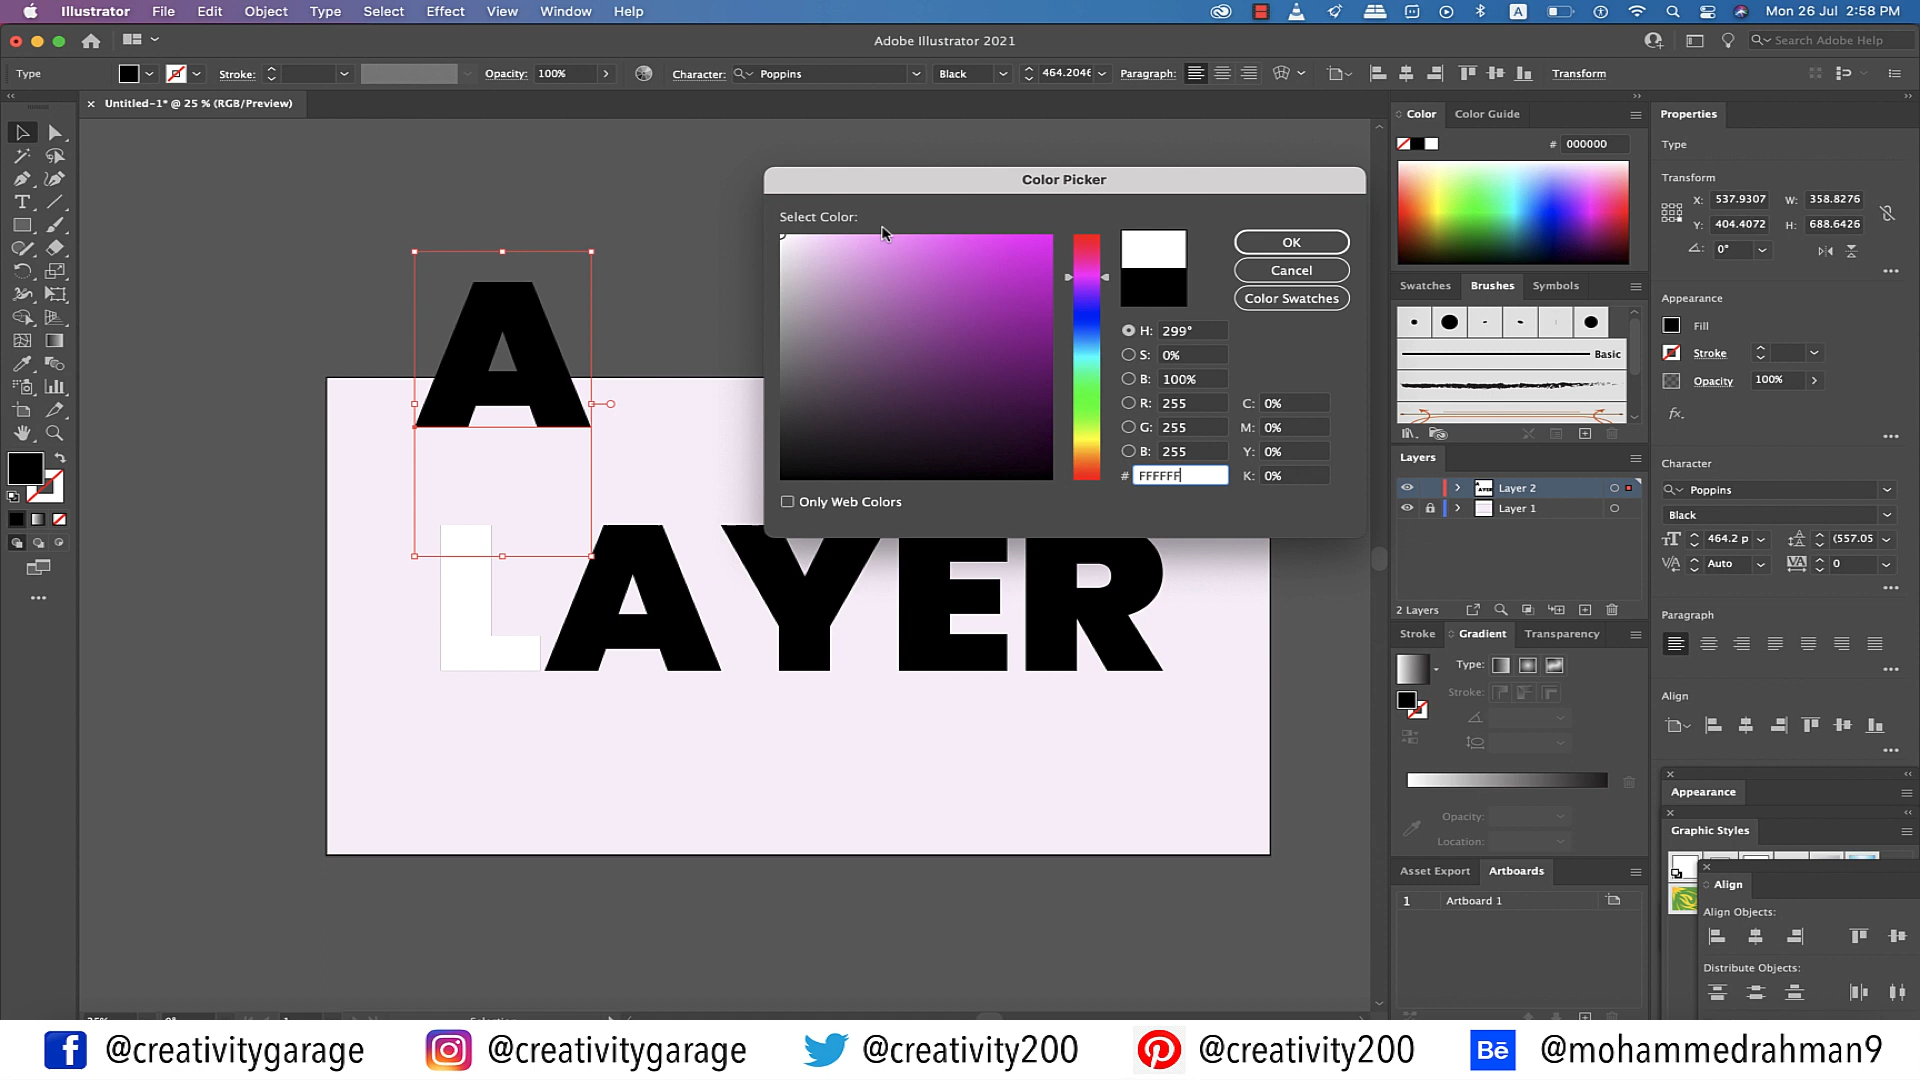 Illustrator File Edit Object Type Select Effect View Window Help A Mon 26 Jul 2:58 PM
Adobe Illustrator 2021 Search Adobe Help
Type Stroke: Opacity: 100% Character: Poppins Black 464.2046 Paragraph: Transform
× Untitled-1* @ 25 % (RGB/Preview)
Color Color Guide
# 000000
Swatches Brushes Symbols
Basic
Layers
Layer 2
Layer 1
2 Layers
Stroke Gradient Transparency
Type:
Stroke:
Opacity:
Location:
Asset Export Artboards
1 Artboard 1
Properties
Type
Transform
X: 537.9307 W: 358.8276
Y: 404.4072 H: 688.6426
0°
Appearance
Fill
Stroke
Opacity 100%
fx.
Character
Poppins
Black
464.2 p (557.05
Auto 0
Paragraph
Align
Appearance
Graphic Styles
Align
Align Objects:
Distribute Objects:
Color Picker
Select Color:
OK
Cancel
Color Swatches
H: 299°
S: 0%
B: 100%
R: 255 C: 0%
G: 255 M: 0%
B: 255 Y: 0%
# FFFFFF K: 0%
Only Web Colors
A
LAYER
@creativitygarage @creativitygarage @creativity200 @creativity200 Bē @mohammedrahman9